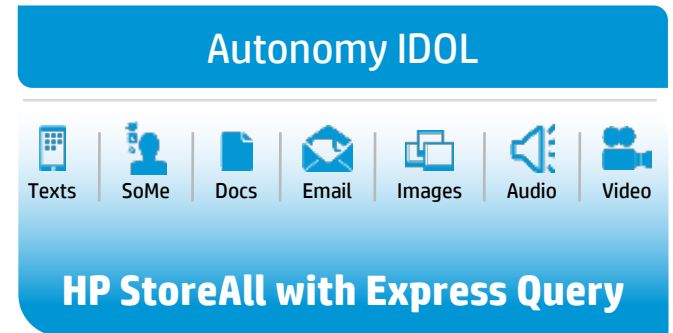 Autonomy IDOL
Texts SoMe Docs Email Images Audio Video
HP StoreAll with Express Query